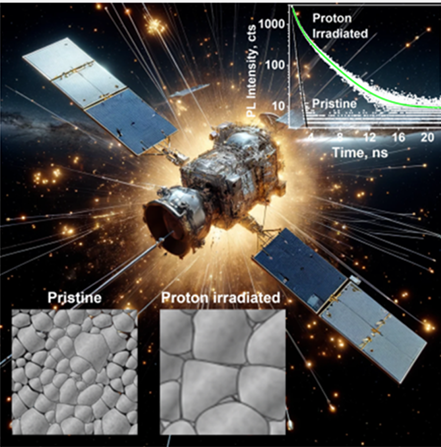 1000
Proton
Irradiated
PL Intensity, cts
100
10
Pristine
4 8 12 16 20
Time, ns
Pristine
Proton irradiated